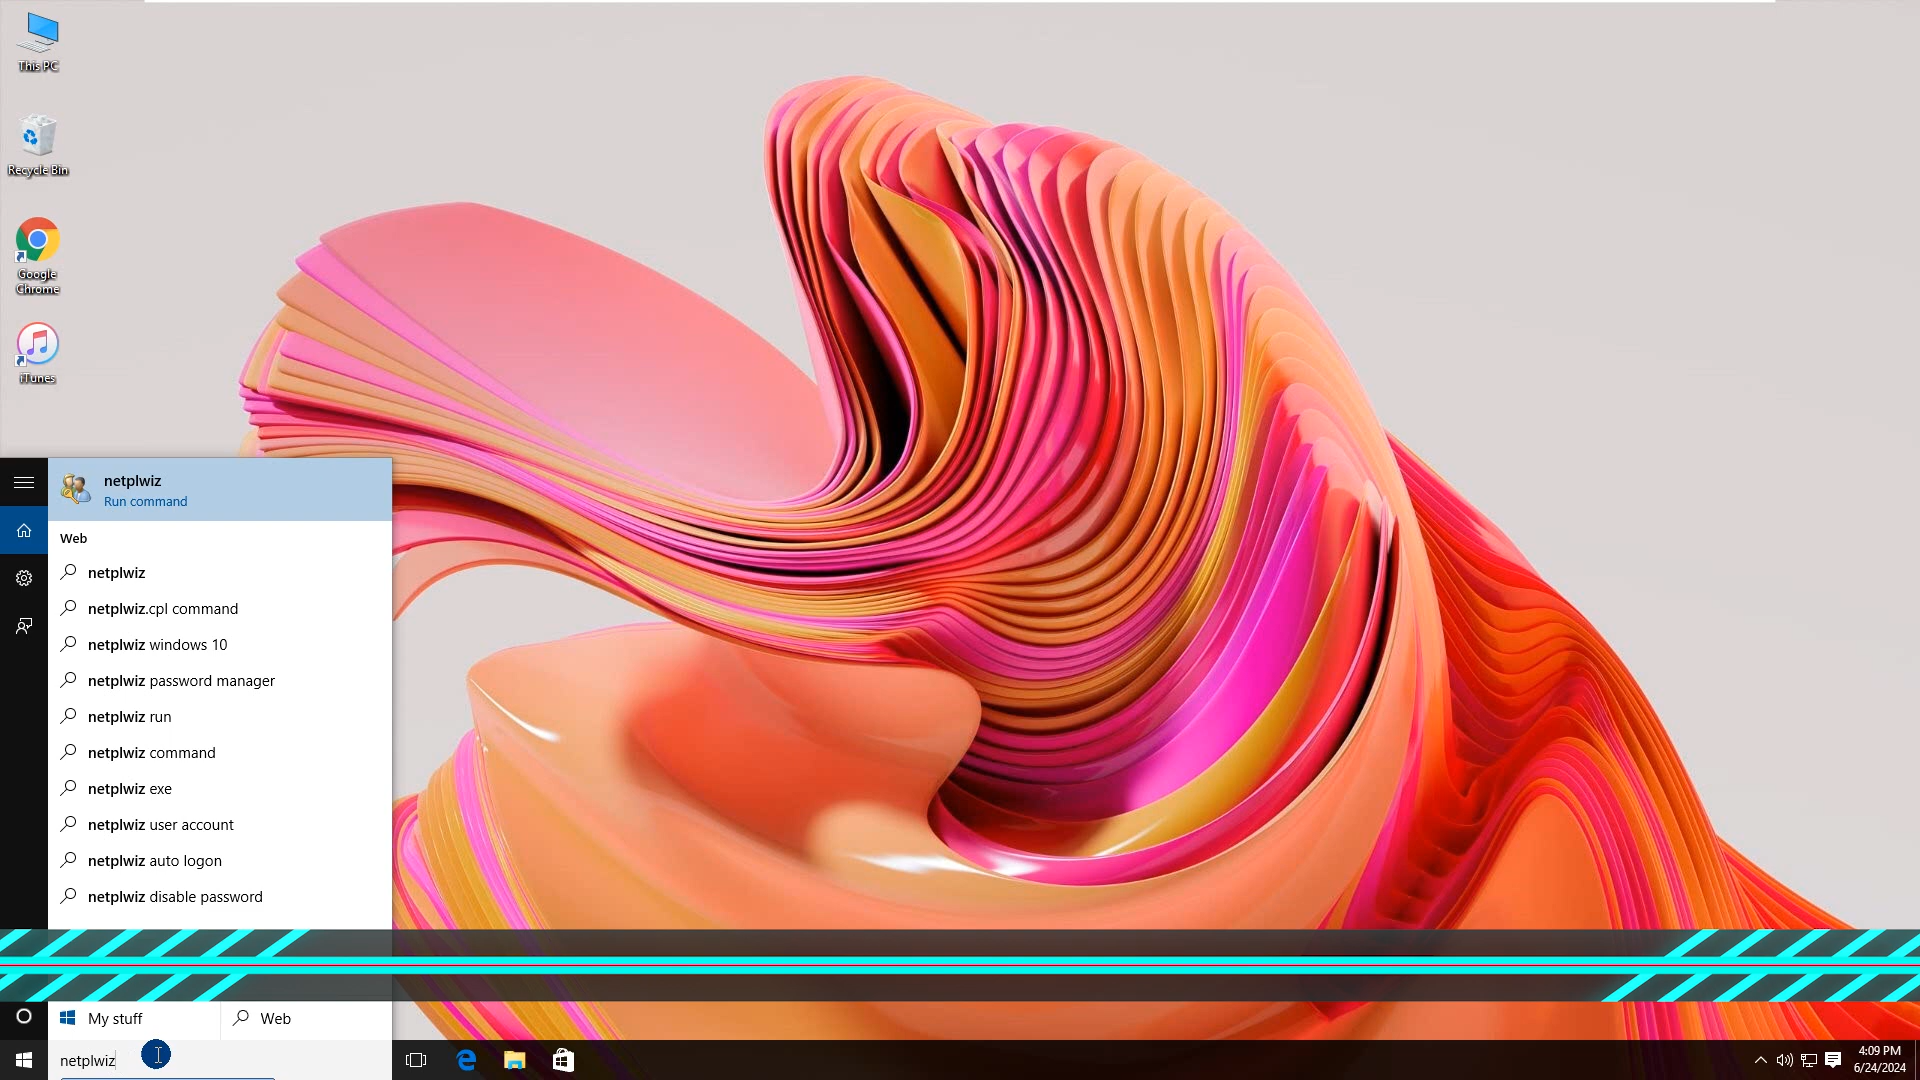 This PC
Recycle Bin
Google
Chrome
iTunes
netplwiz
Run command
Web
netplwiz
netplwiz.cpl command
netplwiz windows 10
netplwiz password manager
netplwiz run
netplwiz command
netplwiz exe
netplwiz user account
netplwiz auto logon
netplwiz disable password
My stuff
Web
netplwiz
4:09 PM
6/24/2024